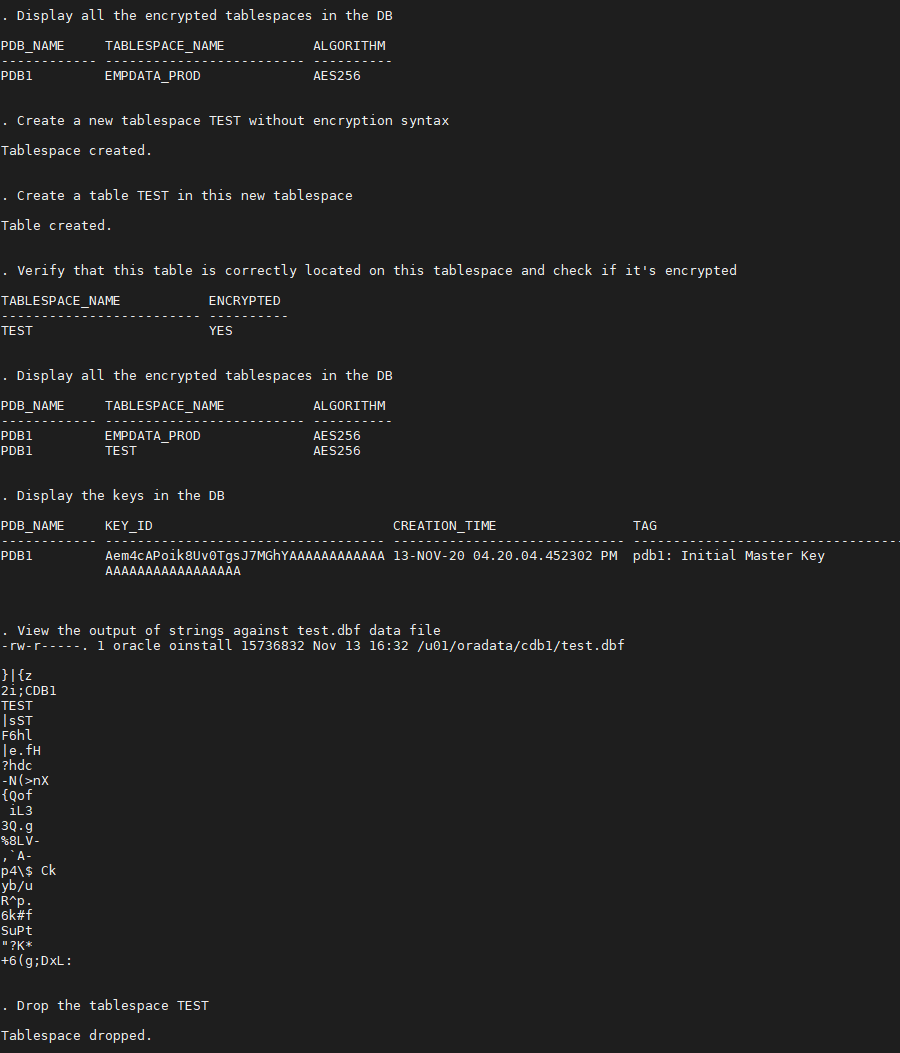 . Display all the encrypted tablespaces in the DB
PDB_NAME     TABLESPACE_NAME           ALGORITHM
------------ ------------------------- ----------
PDB1         EMPDATA_PROD              AES256
. Create a new tablespace TEST without encryption syntax
Tablespace created.
. Create a table TEST in this new tablespace
Table created.
. Verify that this table is correctly located on this tablespace and check if it's encrypted
TABLESPACE_NAME           ENCRYPTED
------------------------- ----------
TEST                      YES
. Display all the encrypted tablespaces in the DB
PDB_NAME     TABLESPACE_NAME           ALGORITHM
------------ ------------------------- ----------
PDB1         EMPDATA_PROD              AES256
PDB1         TEST                      AES256
. Display the keys in the DB
PDB_NAME     KEY_ID                              CREATION_TIME                 TAG
------------ ----------------------------------- ----------------------------- ----------------------------------
PDB1         Aem4cAPoik8Uv0TgsJ7MGhYAAAAAAAAAAAA 13-NOV-20 04.20.04.452302 PM  pdb1: Initial Master Key
             AAAAAAAAAAAAAAAAA
. View the output of strings against test.dbf data file
-rw-r-----. 1 oracle oinstall 15736832 Nov 13 16:32 /u01/oradata/cdb1/test.dbf
}|{z
2i;CDB1
TEST
|sST
F6hl
|e.fH
?hdc
-N(>nX
{Qof
 iL3
3Q.g
%8LV-
,`A-
p4\$ Ck
yb/u
R^p.
6k#f
SuPt
"?K*
+6(g;DxL:
. Drop the tablespace TEST
Tablespace dropped.